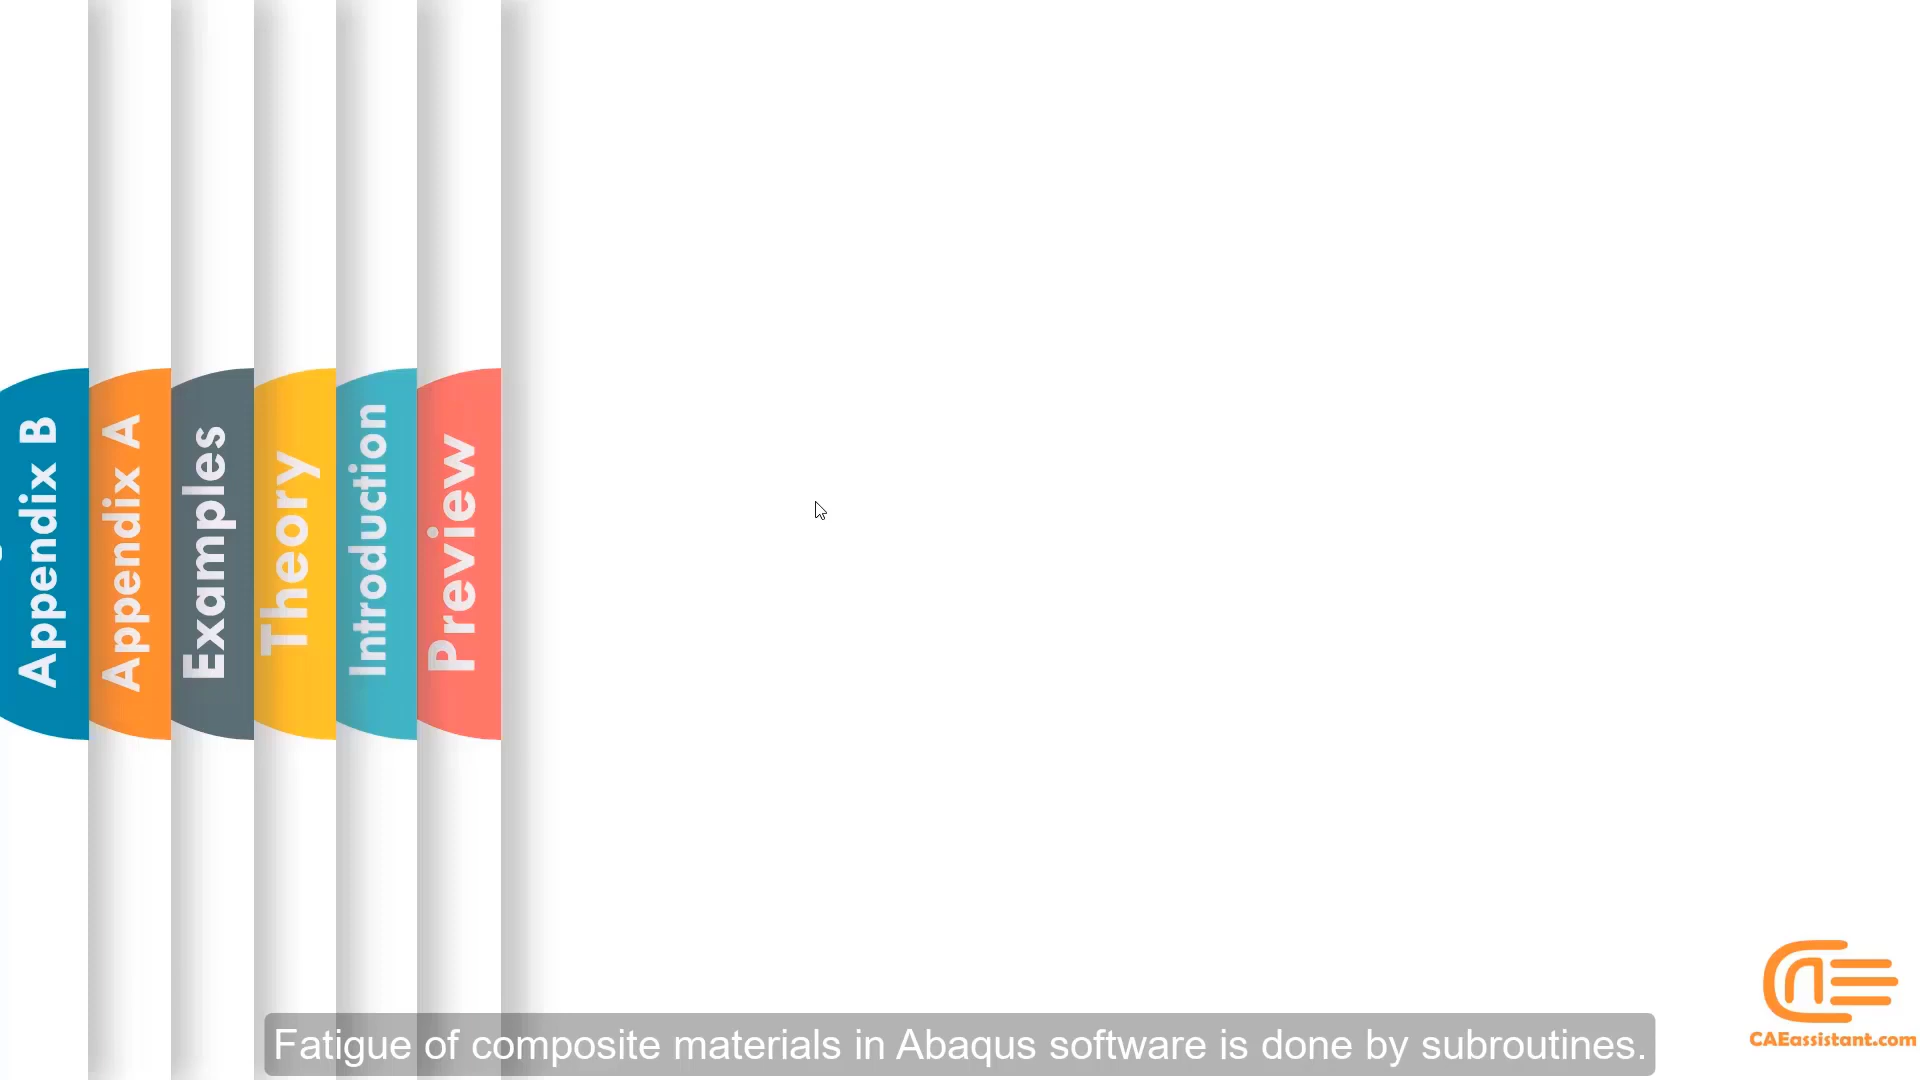 Appendix B
Appendix A
Examples
Theory
Introduction
Preview
Fatigue of composite materials in Abaqus software is done by subroutines.
CAEassistant.com